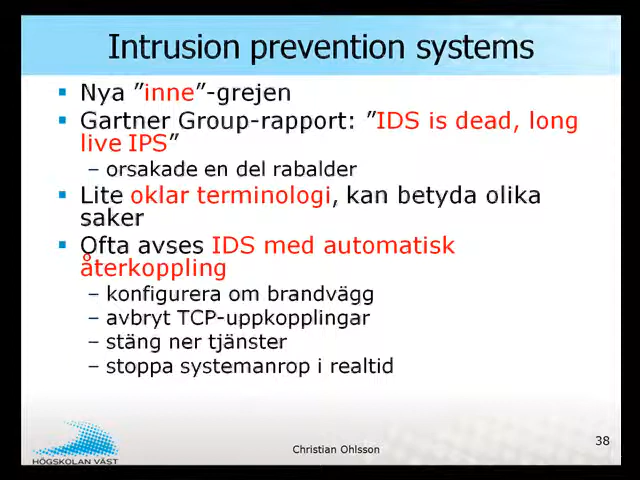 Intrusion prevention systems
Nya ”inne”-grejen
Gartner Group-rapport: ”IDS is dead, long
live IPS”
– orsakade en del rabalder
Lite oklar terminologi, kan betyda olika
saker
Ofta avses IDS med automatisk
återkoppling
– konfigurera om brandvägg
– avbryt TCP-uppkopplingar
– stäng ner tjänster
– stoppa systemanrop i realtid
HÖGSKOLAN VÄST
Christian Ohlsson
38